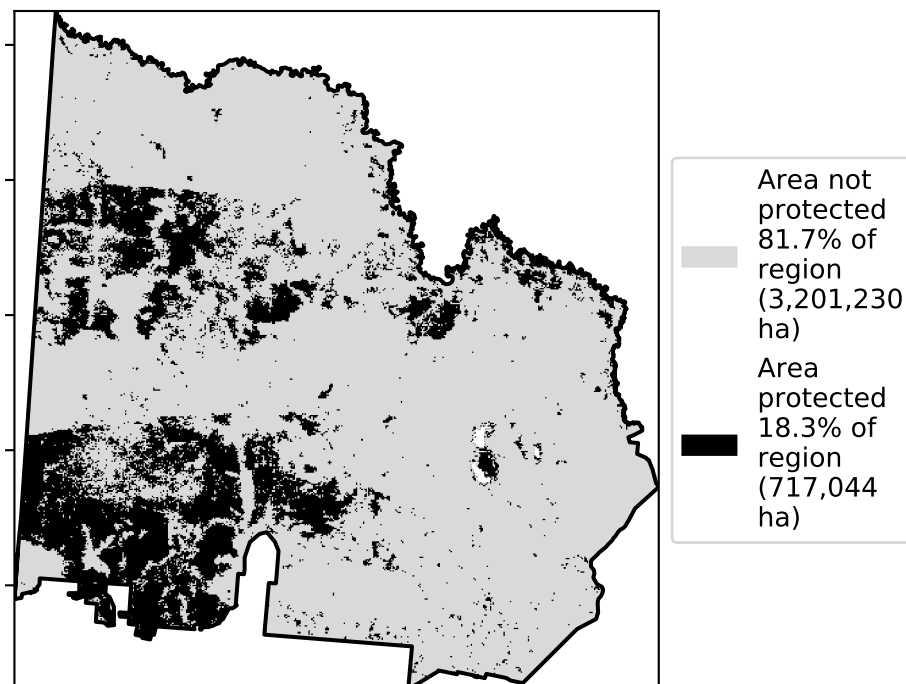 Area not
protected
81.7% of
region
(3,201,230
ha)
Area
protected
18.3% of
region
(717,044
ha)